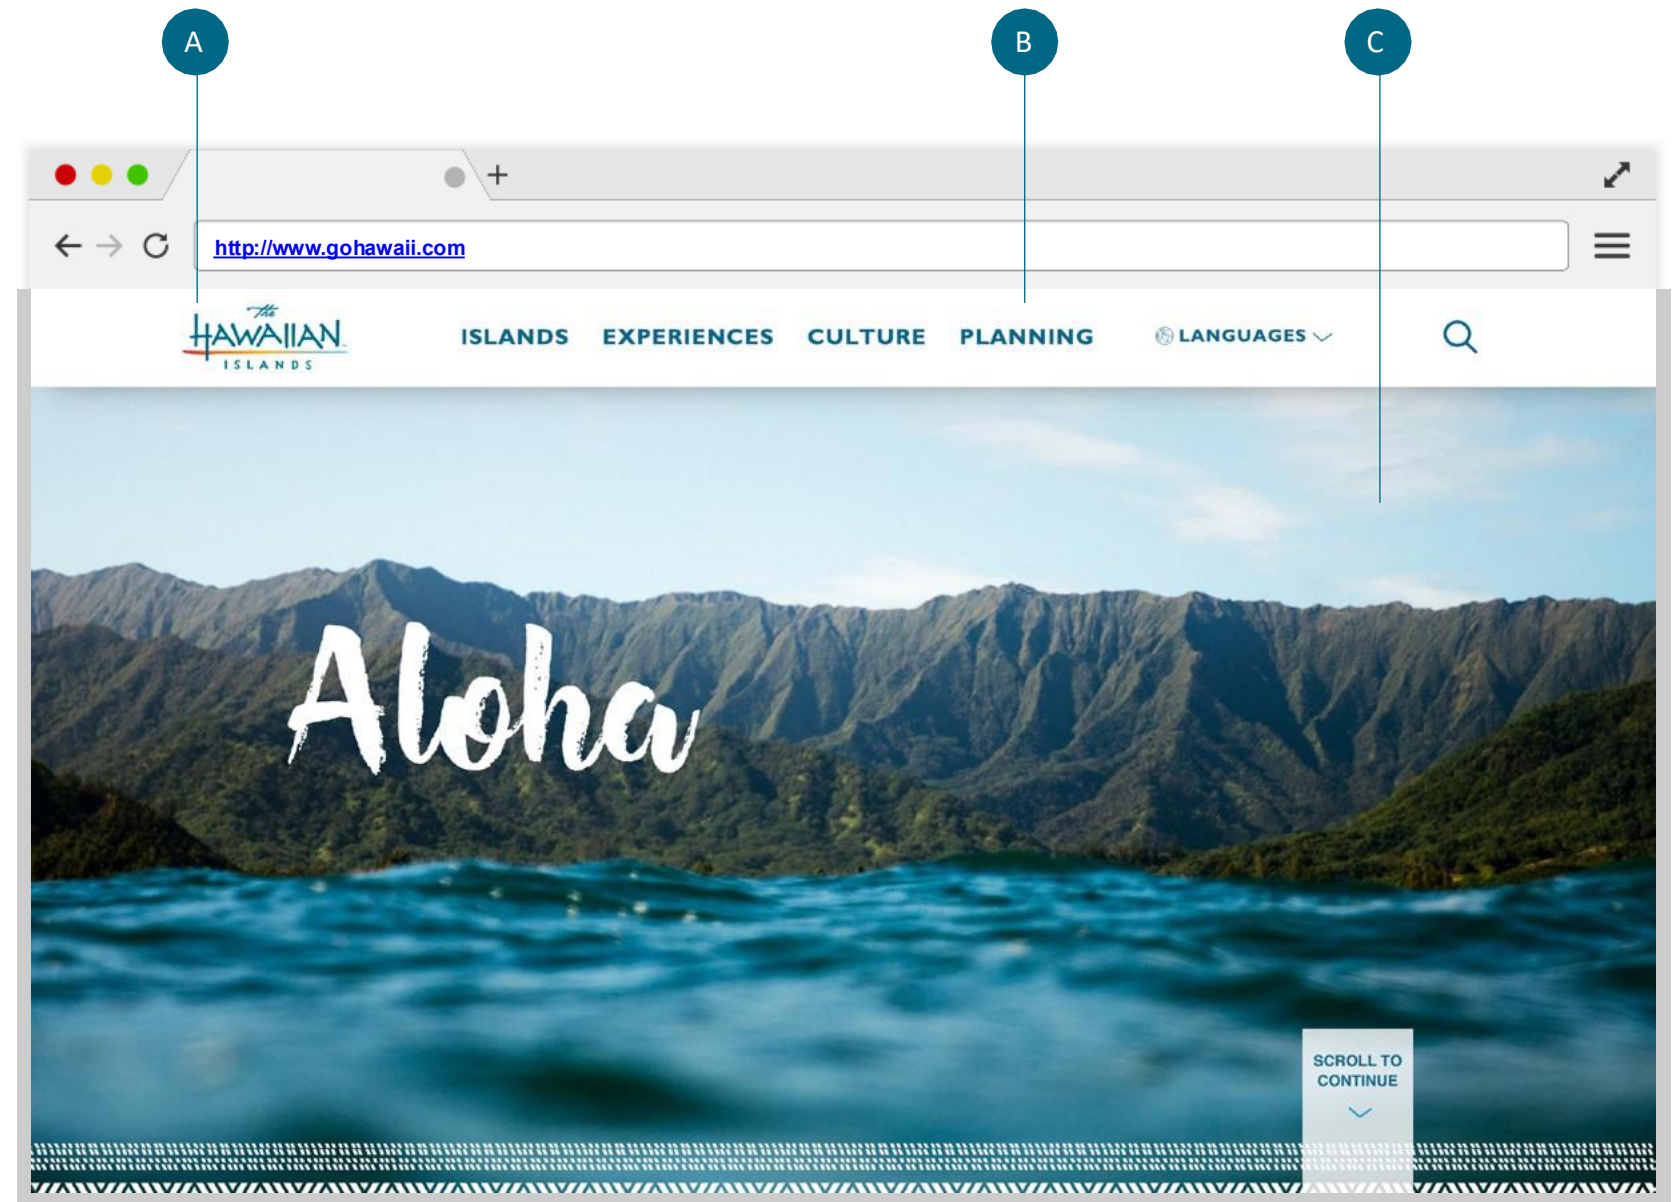 A
B
C
http://www.gohawaii.com
The
HAWAIIAN
ISLANDS
ISLANDS EXPERIENCES CULTURE PLANNING LANGUAGES
Aloha
SCROLL TO
CONTINUE